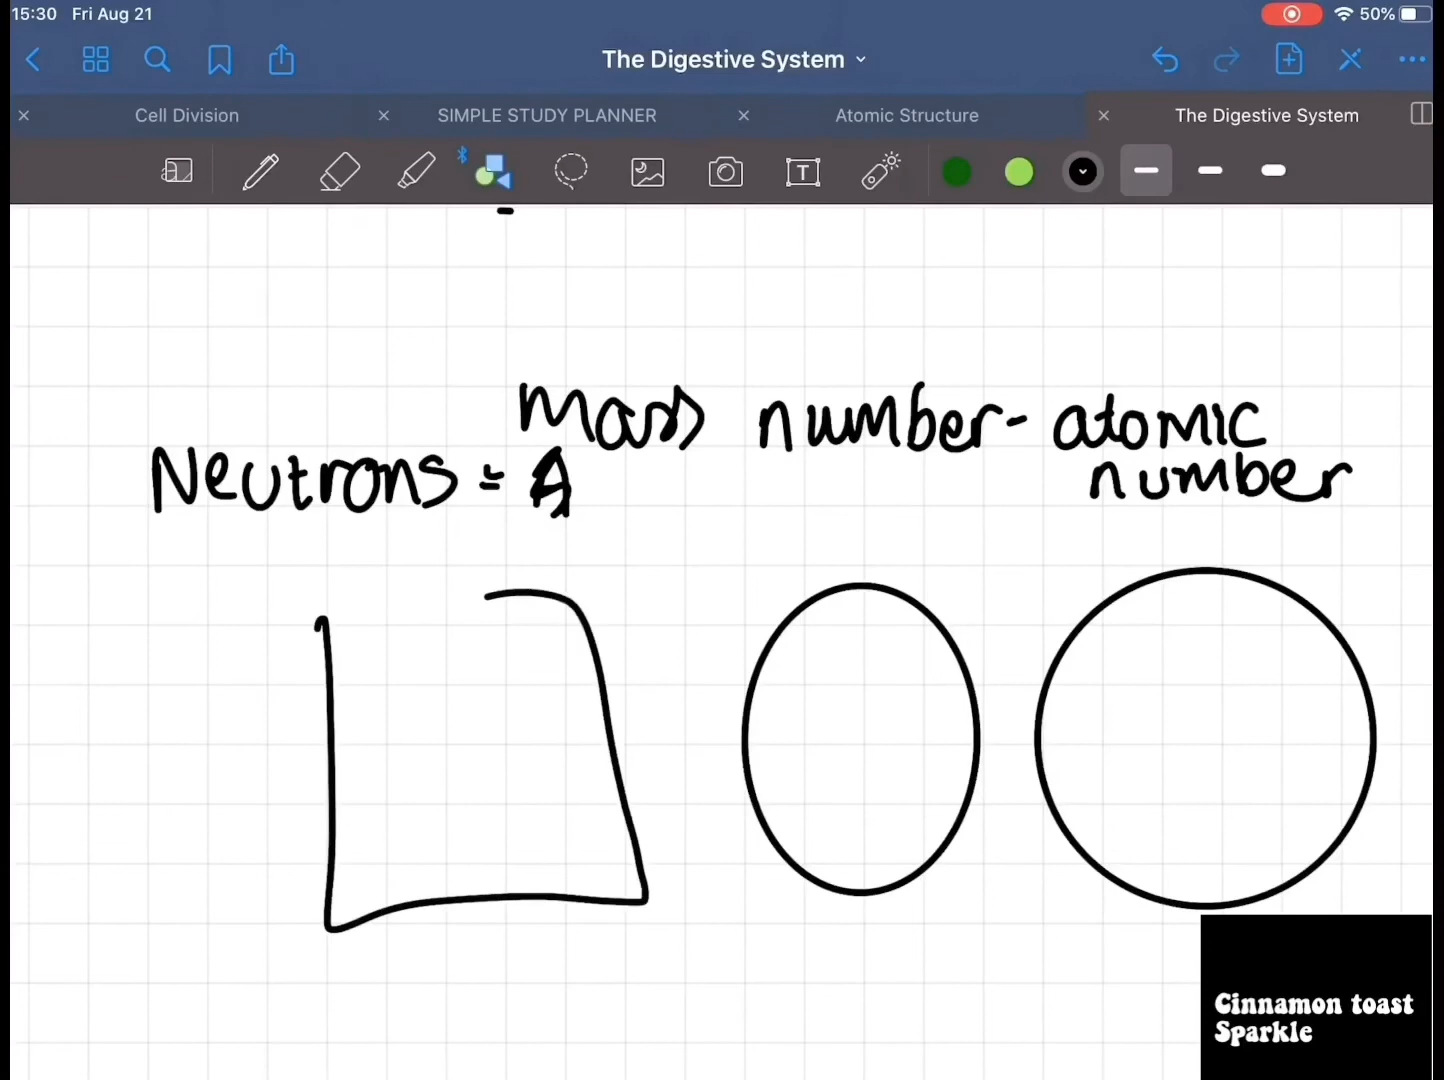 15:30 Fri Aug 21 50%
The Digestive System
Cell Division SIMPLE STUDY PLANNER Atomic Structure The Digestive System
T
Mass number - atomic
Neutrons = A number
Cinnamon toast
Sparkle